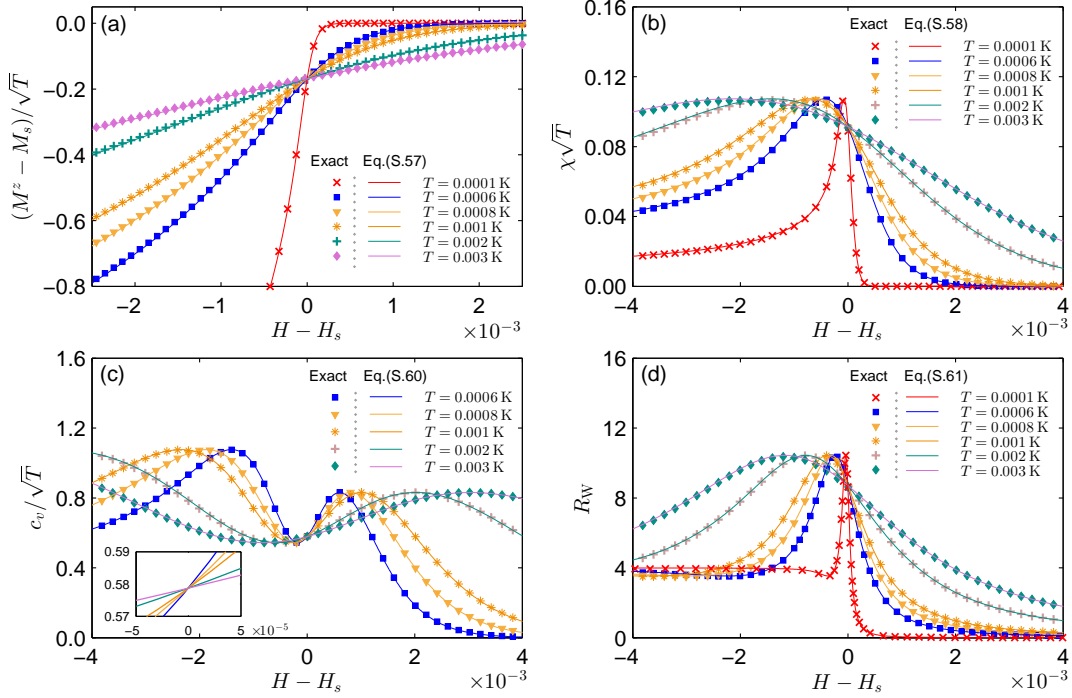 (a)
(M^z − M_s)/√T
0.0
−0.2
−0.4
−0.6
−0.8
−2 −1 0 1 2
H − H_s
×10^−3
Exact Eq.(S.57)
T = 0.0001 K
T = 0.0006 K
T = 0.0008 K
T = 0.001 K
T = 0.002 K
T = 0.003 K
(b)
χ√T
0.16
0.12
0.08
0.04
0.00
−4 −2 0 2 4
H − H_s
×10^−3
Exact Eq.(S.58)
T = 0.0001 K
T = 0.0006 K
T = 0.0008 K
T = 0.001 K
T = 0.002 K
T = 0.003 K
(c)
c_v/√T
1.6
1.2
0.8
0.4
0.0
−4 −2 0 2 4
H − H_s
×10^−3
Exact Eq.(S.60)
T = 0.0006 K
T = 0.0008 K
T = 0.001 K
T = 0.002 K
T = 0.003 K
0.59
0.58
0.57
−5 0 5 ×10^−5
(d)
R_W
16
12
8
4
0
−4 −2 0 2 4
H − H_s
×10^−3
Exact Eq.(S.61)
T = 0.0001 K
T = 0.0006 K
T = 0.0008 K
T = 0.001 K
T = 0.002 K
T = 0.003 K